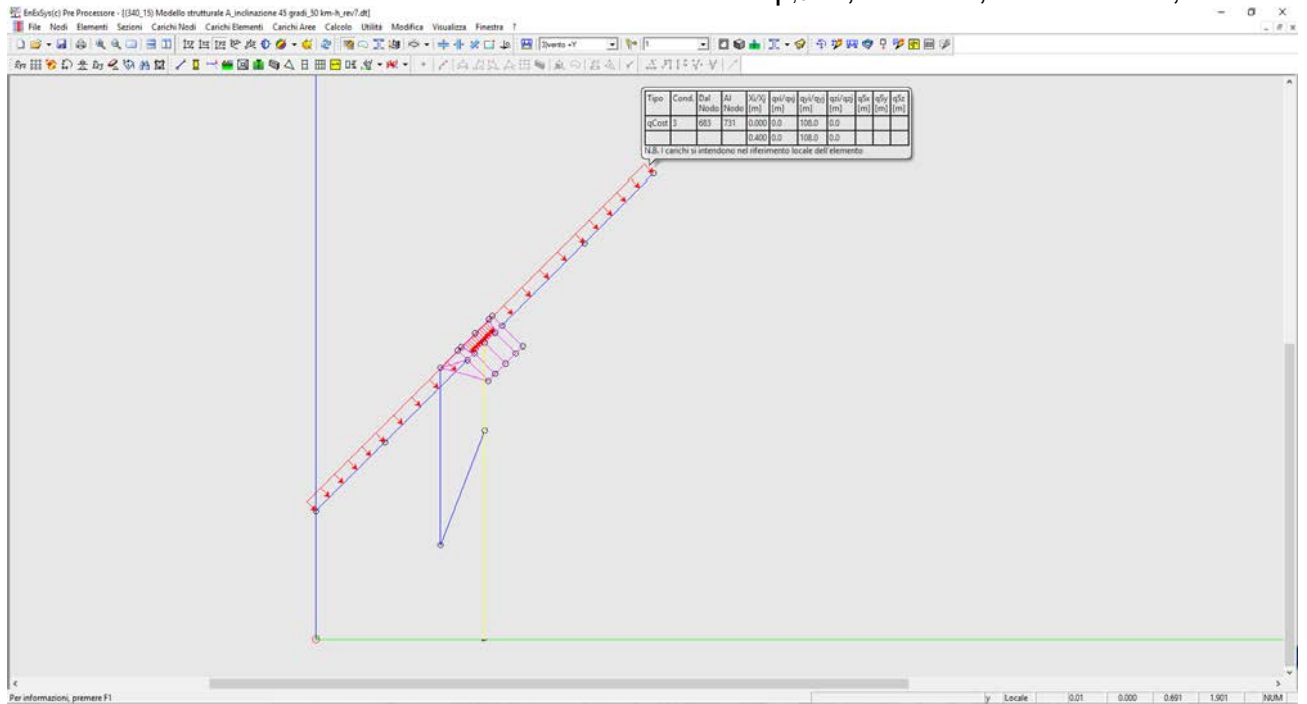 EnExSys(c) Pre Processore - [(340_15) Modello strutturale A_inclinazione 45 gradi_50 km-h_rev7.dt]
File Nodi Elementi Sezioni Carichi Nodi Carichi Elementi Carichi Aree Calcolo Utilità Modifica Visualizza Finestra ?
3)vento +Y 1
Tipo Cond. Dal Nodo Al Nodo Xi/Xj [m] qxi/qxj [m] qyi/qyj [m] qzi/qzj [m] qSx [m] qSy [m] qSz [m]
qCost 3 683 731 0.000 0.0 108.0 0.0
0.400 0.0 108.0 0.0
N.B. I carichi si intendono nel riferimento locale dell'elemento
Per informazioni, premere F1 y Locale 0.01 0.000 0.691 1.901 NUM